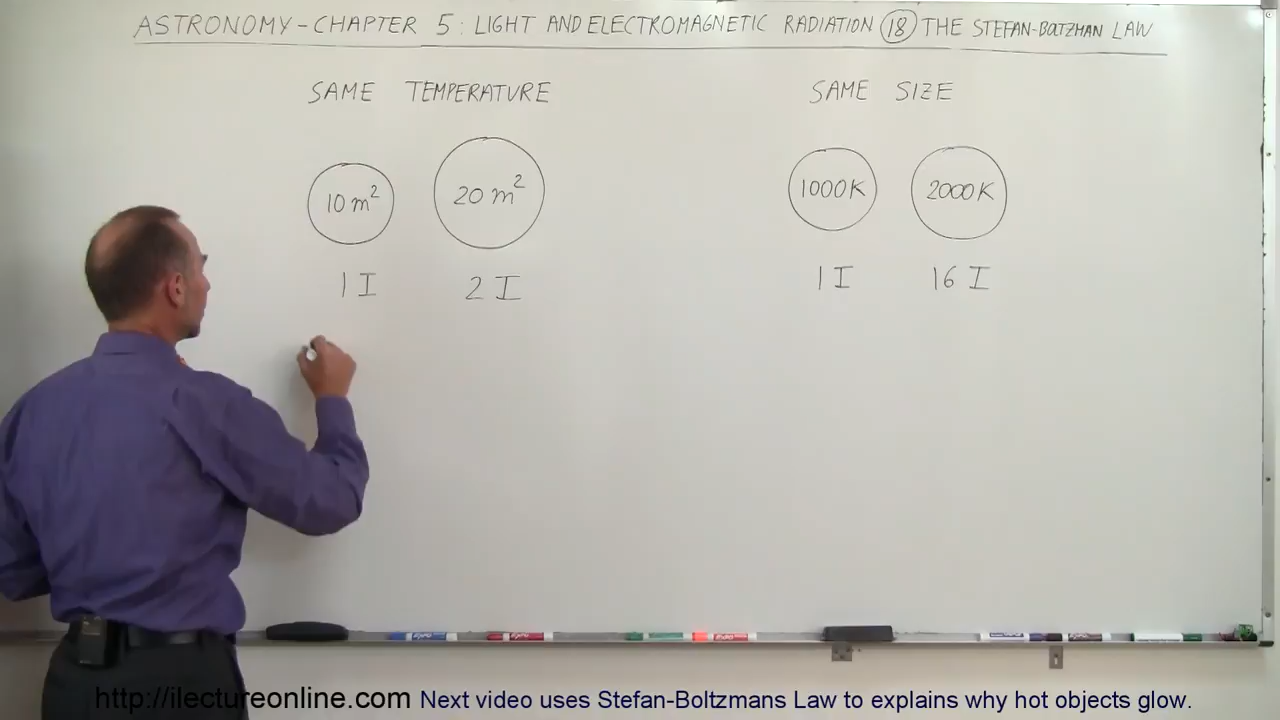 ASTRONOMY - CHAPTER 5: LIGHT AND ELECTROMAGNETIC RADIATION 18 THE STEFAN-BOLTZMAN LAW
SAME TEMPERATURE
10 m²
20 m²
1 I
2 I
SAME SIZE
1000K
2000K
1 I
16 I
http://ilectureonline.com Next video uses Stefan-Boltzmans Law to explains why hot objects glow.